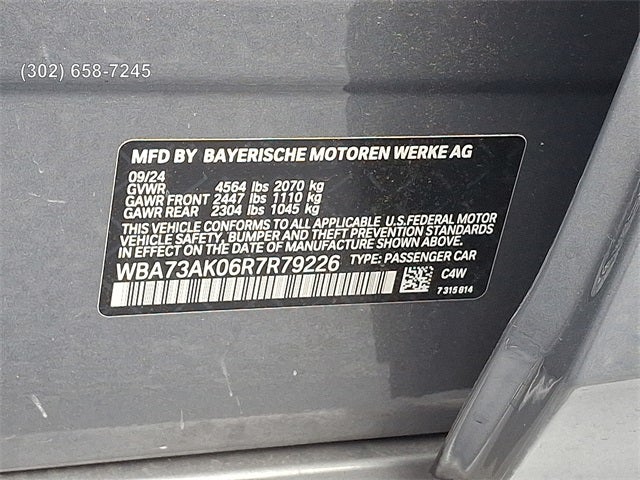 (302) 658-7245
MFD BY BAYERISCHE MOTOREN WERKE AG
09/24
GVWR 4564 lbs 2070 kg
GAWR FRONT 2447 lbs 1110 kg
GAWR REAR 2304 lbs 1045 kg
THIS VEHICLE CONFORMS TO ALL APPLICABLE U.S.FEDERAL MOTOR
VEHICLE SAFETY, BUMPER AND THEFT PREVENTION STANDARDS
IN EFFECT ON THE DATE OF MANUFACTURE SHOWN ABOVE.
WBA73AK06R7R79226 TYPE: PASSENGER CAR
C4W
7315814